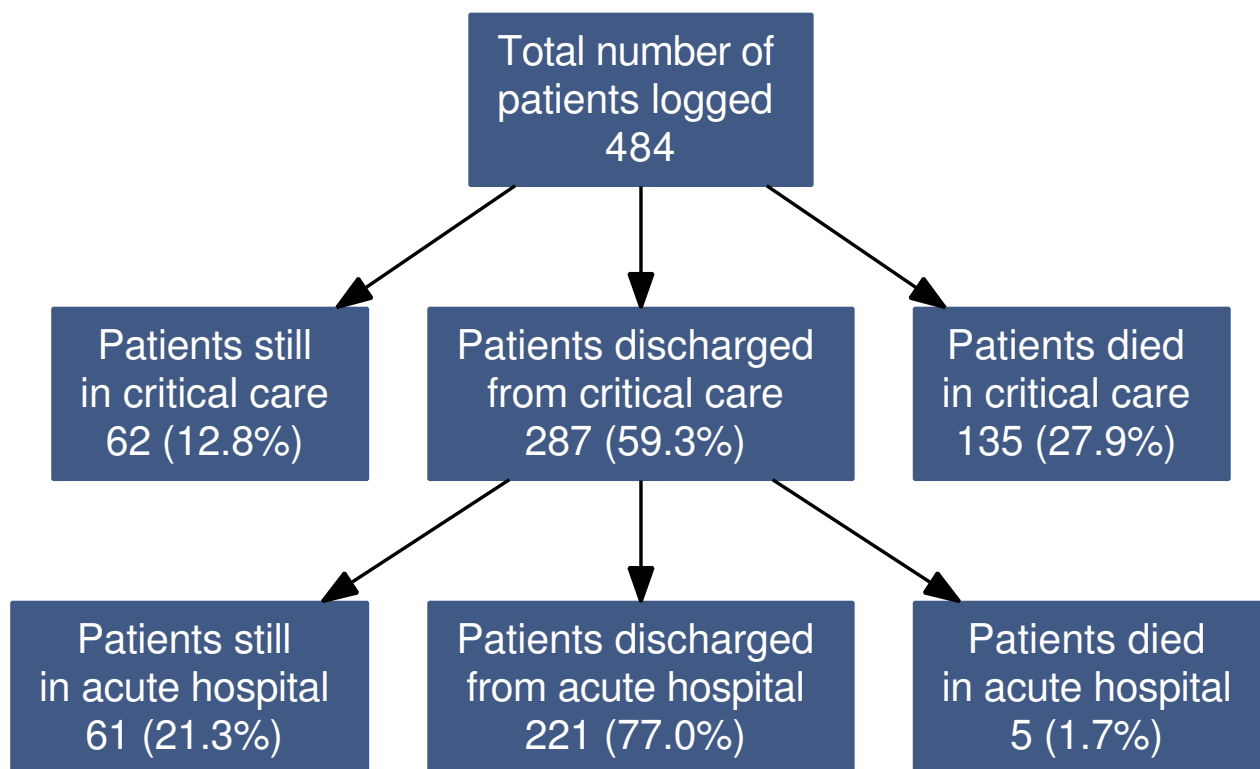 Total number of
patients logged
484
Patients still
in critical care
62 (12.8%)
Patients discharged
from critical care
287 (59.3%)
Patients died
in critical care
135 (27.9%)
Patients still
in acute hospital
61 (21.3%)
Patients discharged
from acute hospital
221 (77.0%)
Patients died
in acute hospital
5 (1.7%)